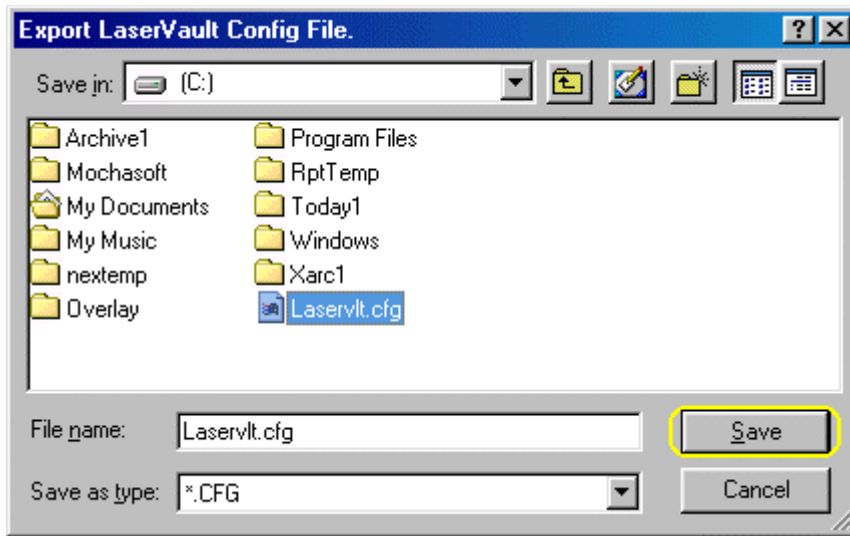 Export LaserVault Config File.
Save in: (C:)
Archive1
Mochasoft
My Documents
My Music
nextemp
Overlay
Program Files
RptTemp
Today1
Windows
Xarc1
Laservlt.cfg
File name: Laservlt.cfg Save
Save as type: *.CFG Cancel